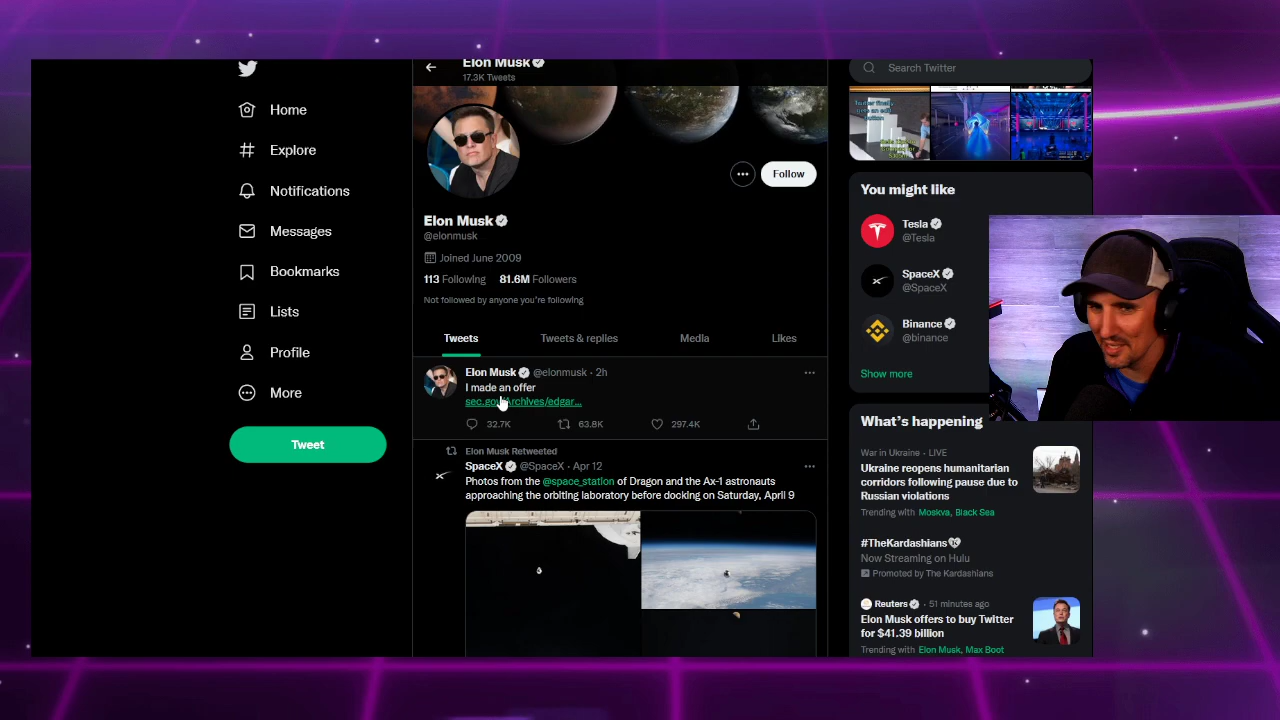 Home
Explore
Notifications
Messages
Bookmarks
Lists
Profile
More
Tweet
Elon Musk
17.3K Tweets
Follow
Elon Musk
@elonmusk
Joined June 2009
113 Following 81.6M Followers
Not followed by anyone you're following
Tweets Tweets & replies Media Likes
Elon Musk @elonmusk · 2h
I made an offer
sec.gov/Archives/edgar...
32.7K 63.8K 297.4K
Elon Musk Retweeted
SpaceX @SpaceX · Apr 12
Photos from the @space_station of Dragon and the Ax-1 astronauts
approaching the orbiting laboratory before docking on Saturday, April 9
Search Twitter
Twitter finally
You might like
Tesla
@Tesla
SpaceX
@SpaceX
Binance
@binance
Show more
What's happening
War in Ukraine · LIVE
Ukraine reopens humanitarian
corridors following pause due to
Russian violations
Trending with Moskva, Black Sea
#TheKardashians
Now Streaming on Hulu
Promoted by The Kardashians
Reuters · 51 minutes ago
Elon Musk offers to buy Twitter
for $41.39 billion
Trending with Elon Musk, Max Boot